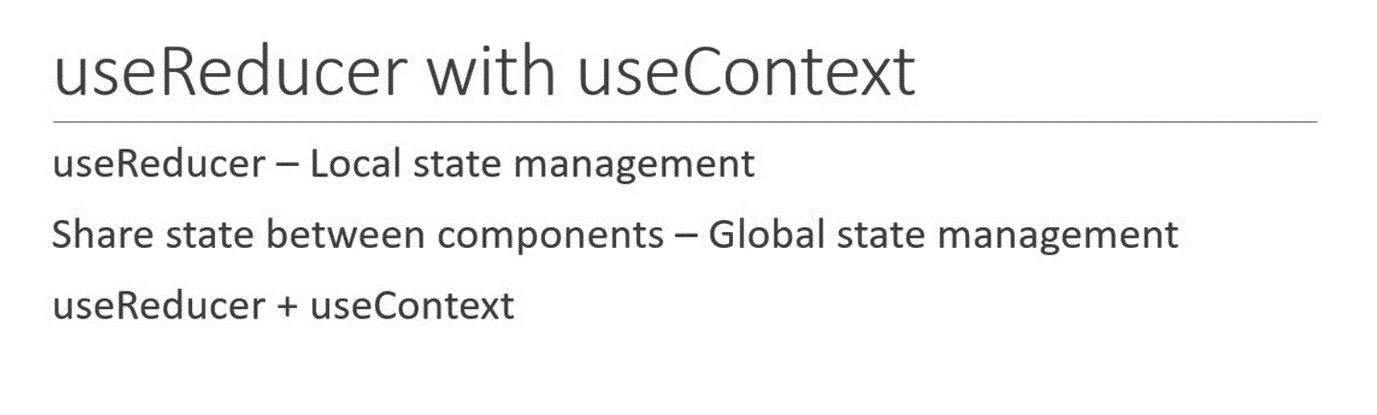 useReducer with useContext
useReducer – Local state management
Share state between components – Global state management
useReducer + useContext